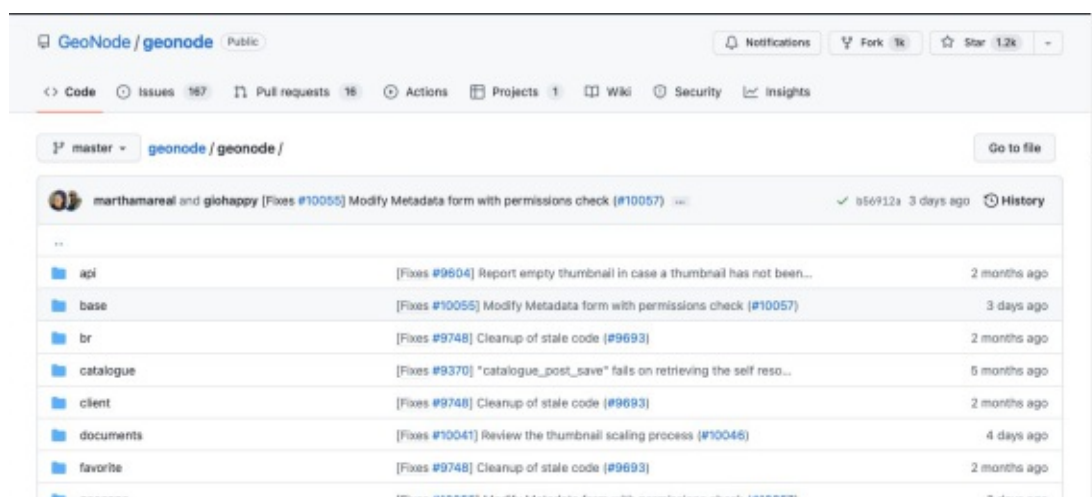 GeoNode / geonode Public Notifications Fork 1k Star 1.2k
Code Issues 167 Pull requests 16 Actions Projects 1 Wiki Security Insights
master geonode / geonode / Go to file
marthamareal and giohappy [Fixes #10055] Modify Metadata form with permissions check (#10057) ... b56912a 3 days ago History
..
api [Fixes #9604] Report empty thumbnail in case a thumbnail has not been... 2 months ago
base [Fixes #10055] Modify Metadata form with permissions check (#10057) 3 days ago
br [Fixes #9748] Cleanup of stale code (#9693) 2 months ago
catalogue [Fixes #9370] "catalogue_post_save" fails on retrieving the self reso... 5 months ago
client [Fixes #9748] Cleanup of stale code (#9693) 2 months ago
documents [Fixes #10041] Review the thumbnail scaling process (#10046) 4 days ago
favorite [Fixes #9748] Cleanup of stale code (#9693) 2 months ago